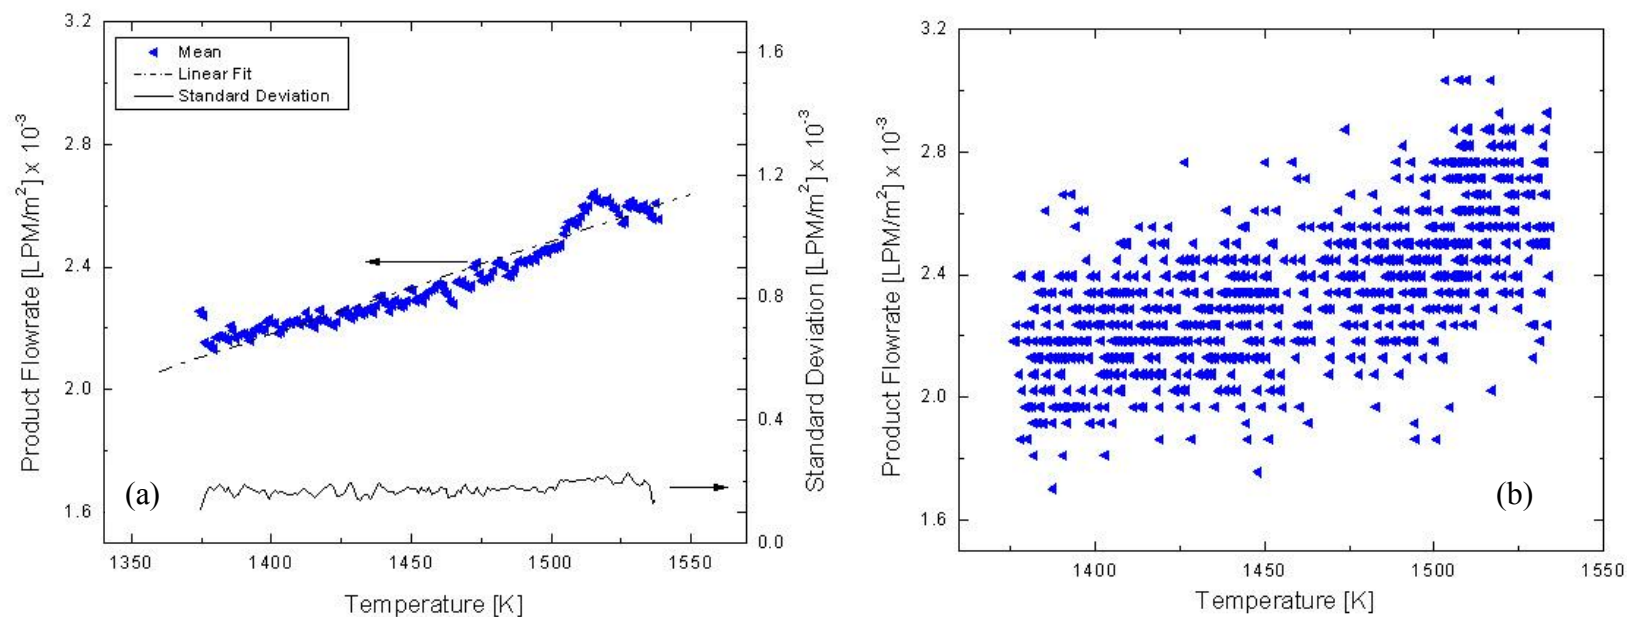 3.2
2.8
2.4
2.0
1.6
Product Flowrate [LPM/m²] x 10⁻³
Mean
Linear Fit
Standard Deviation
(a)
1350
1400
1450
1500
1550
Temperature [K]
1.6
1.2
0.8
0.4
0.0
Standard Deviation [LPM/m²] x 10⁻³
3.2
2.8
2.4
2.0
1.6
Product Flowrate [LPM/m²] x 10⁻³
(b)
1400
1450
1500
1550
Temperature [K]